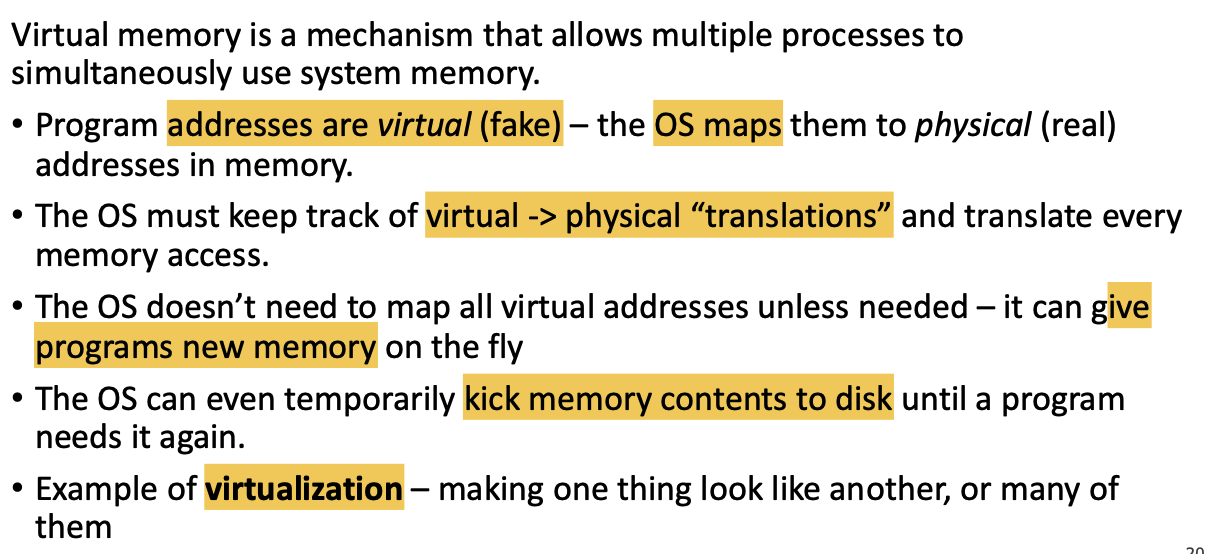 Virtual memory is a mechanism that allows multiple processes to
simultaneously use system memory.
• Program addresses are virtual (fake) – the OS maps them to physical (real)
addresses in memory.
• The OS must keep track of virtual -> physical “translations” and translate every
memory access.
• The OS doesn’t need to map all virtual addresses unless needed – it can give
programs new memory on the fly
• The OS can even temporarily kick memory contents to disk until a program
needs it again.
• Example of virtualization – making one thing look like another, or many of
them
20